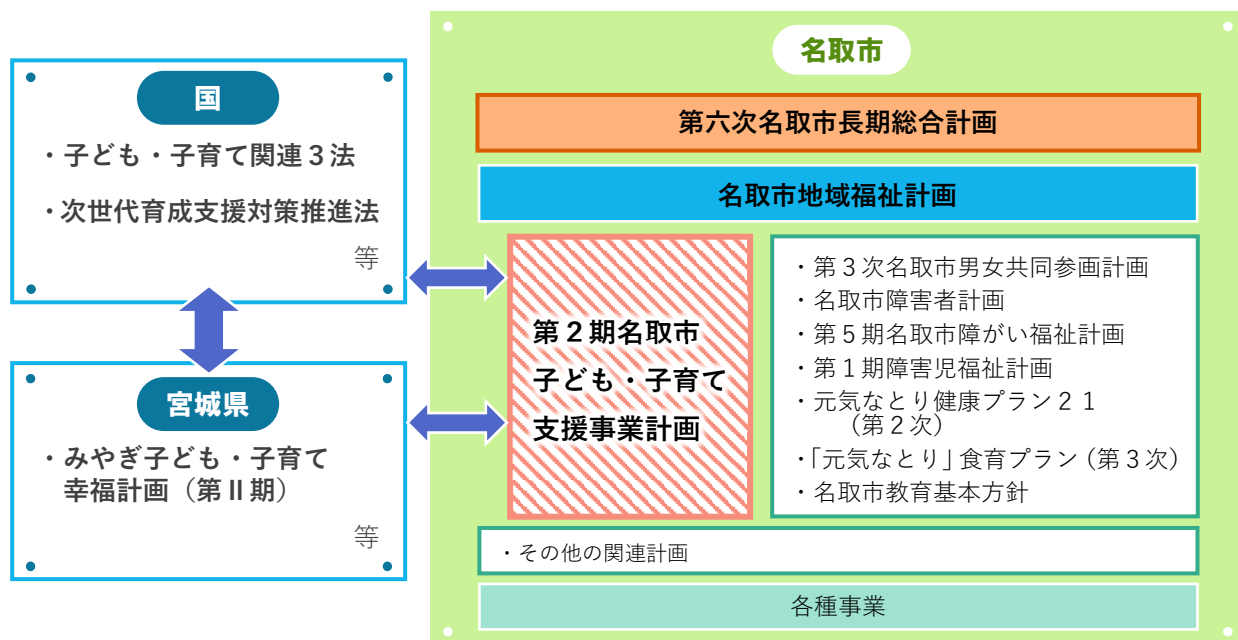 国
・子ども・子育て関連３法
・次世代育成支援対策推進法
等
宮城県
・みやぎ子ども・子育て
幸福計画（第Ⅱ期）
等
名取市
第六次名取市長期総合計画
名取市地域福祉計画
第２期名取市
子ども・子育て
支援事業計画
・第３次名取市男女共同参画計画
・名取市障害者計画
・第５期名取市障がい福祉計画
・第１期障害児福祉計画
・元気なとり健康プラン２１
（第２次）
・「元気なとり」食育プラン（第３次）
・名取市教育基本方針
・その他の関連計画
各種事業